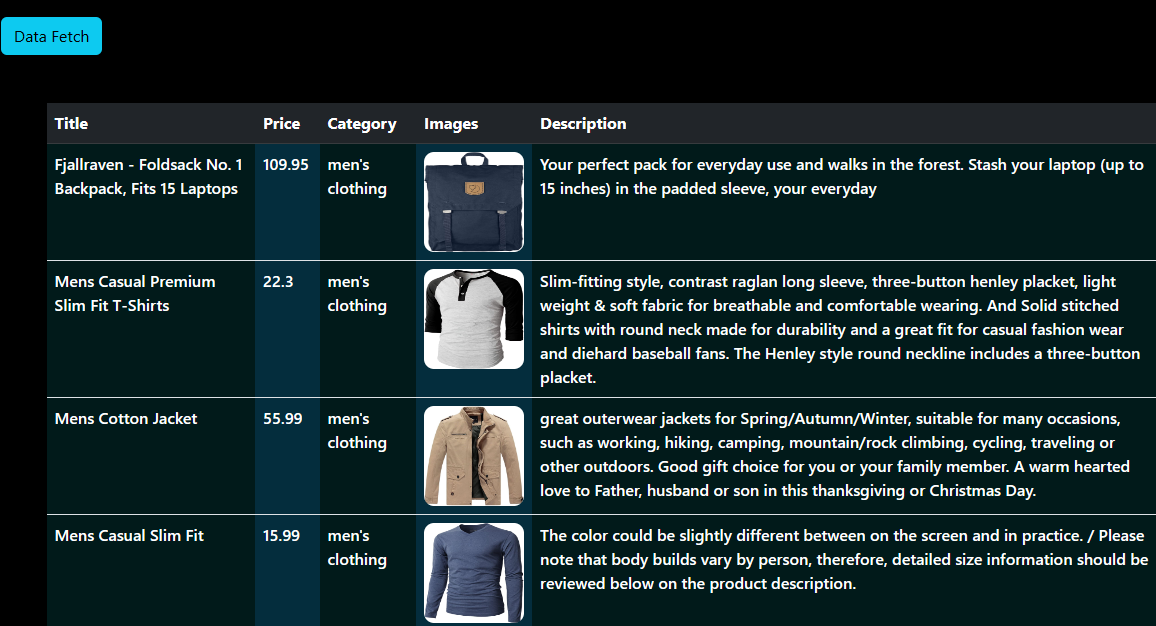 Data Fetch
Title Price Category Images Description
Fjallraven - Foldsack No. 1 109.95 men's Your perfect pack for everyday use and walks in the forest. Stash your laptop (up to
Backpack, Fits 15 Laptops clothing 15 inches) in the padded sleeve, your everyday
Mens Casual Premium 22.3 men's Slim-fitting style, contrast raglan long sleeve, three-button henley placket, light
Slim Fit T-Shirts clothing weight & soft fabric for breathable and comfortable wearing. And Solid stitched
shirts with round neck made for durability and a great fit for casual fashion wear
and diehard baseball fans. The Henley style round neckline includes a three-button
placket.
Mens Cotton Jacket 55.99 men's great outerwear jackets for Spring/Autumn/Winter, suitable for many occasions,
clothing such as working, hiking, camping, mountain/rock climbing, cycling, traveling or
other outdoors. Good gift choice for you or your family member. A warm hearted
love to Father, husband or son in this thanksgiving or Christmas Day.
Mens Casual Slim Fit 15.99 men's The color could be slightly different between on the screen and in practice. / Please
clothing note that body builds vary by person, therefore, detailed size information should be
reviewed below on the product description.